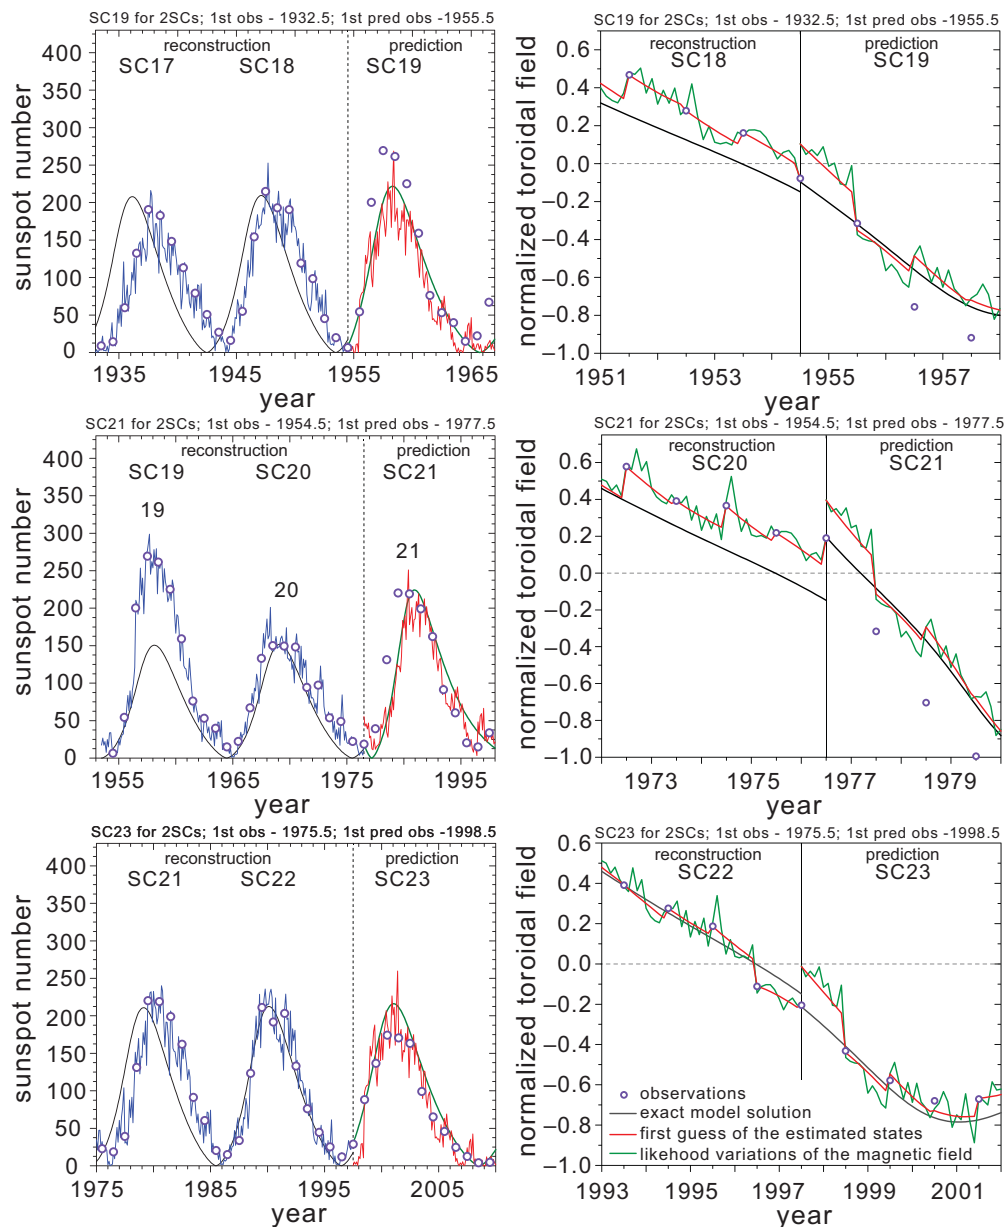 SC19 for 2SCs; 1st obs - 1932.5; 1st pred obs -1955.5
reconstruction
prediction
SC17
SC18
SC19
400
350
300
250
200
150
100
50
0
sunspot number
1935
1945
1955
1965
year
SC19 for 2SCs; 1st obs - 1932.5; 1st pred obs -1955.5
reconstruction
prediction
SC18
SC19
0.6
0.4
0.2
0.0
−0.2
−0.4
−0.6
−0.8
−1.0
normalized toroidal field
1951
1953
1955
1957
year
SC21 for 2SCs; 1st obs - 1954.5; 1st pred obs - 1977.5
reconstruction
prediction
SC19
SC20
SC21
19
20
21
400
350
300
250
200
150
100
50
0
sunspot number
1955
1965
1975
1995
year
SC21 for 2SCs; 1st obs - 1954.5; 1st pred obs - 1977.5
reconstruction
prediction
SC20
SC21
0.6
0.4
0.2
0.0
−0.2
−0.4
−0.6
−0.8
−1.0
normalized toroidal field
1973
1975
1977
1979
year
SC23 for 2SCs; 1st obs - 1975.5; 1st pred obs -1998.5
reconstruction
prediction
SC21
SC22
SC23
400
350
300
250
200
150
100
50
0
sunspot number
1975
1985
1995
2005
year
SC23 for 2SCs; 1st obs - 1975.5; 1st pred obs -1998.5
reconstruction
prediction
SC22
SC23
0.6
0.4
0.2
0.0
−0.2
−0.4
−0.6
−0.8
−1.0
normalized toroidal field
observations
exact model solution
first guess of the estimated states
likehood variations of the magnetic field
1993
1995
1997
1999
2001
year